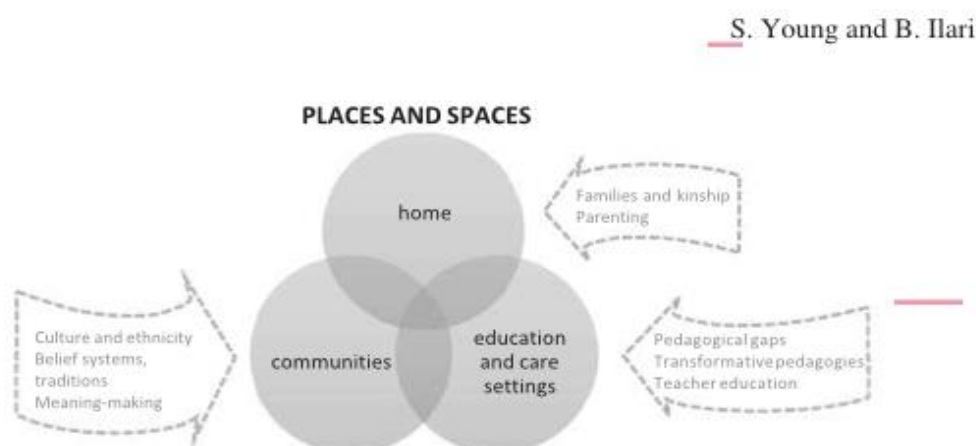 S. Young and B. Ilari
PLACES AND SPACES
home
Families and kinship
Parenting
Culture and ethnicity
Belief systems,
traditions
Meaning-making
communities
education
and care
settings
Pedagogical gaps
Transformative pedagogies
Teacher education